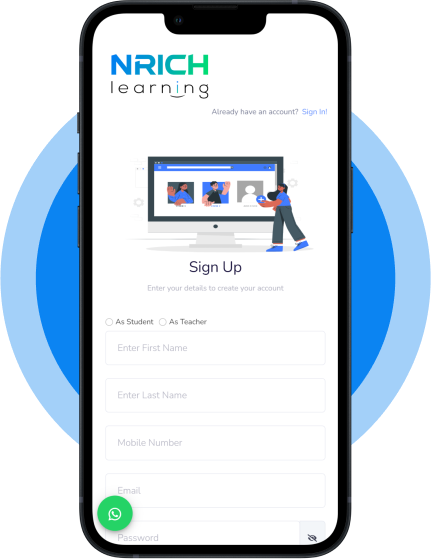 NRICH
learning
Already have an account? Sign In!
Sign Up
Enter your details to create your account
As Student As Teacher
Enter First Name
Enter Last Name
Mobile Number
Email
Password